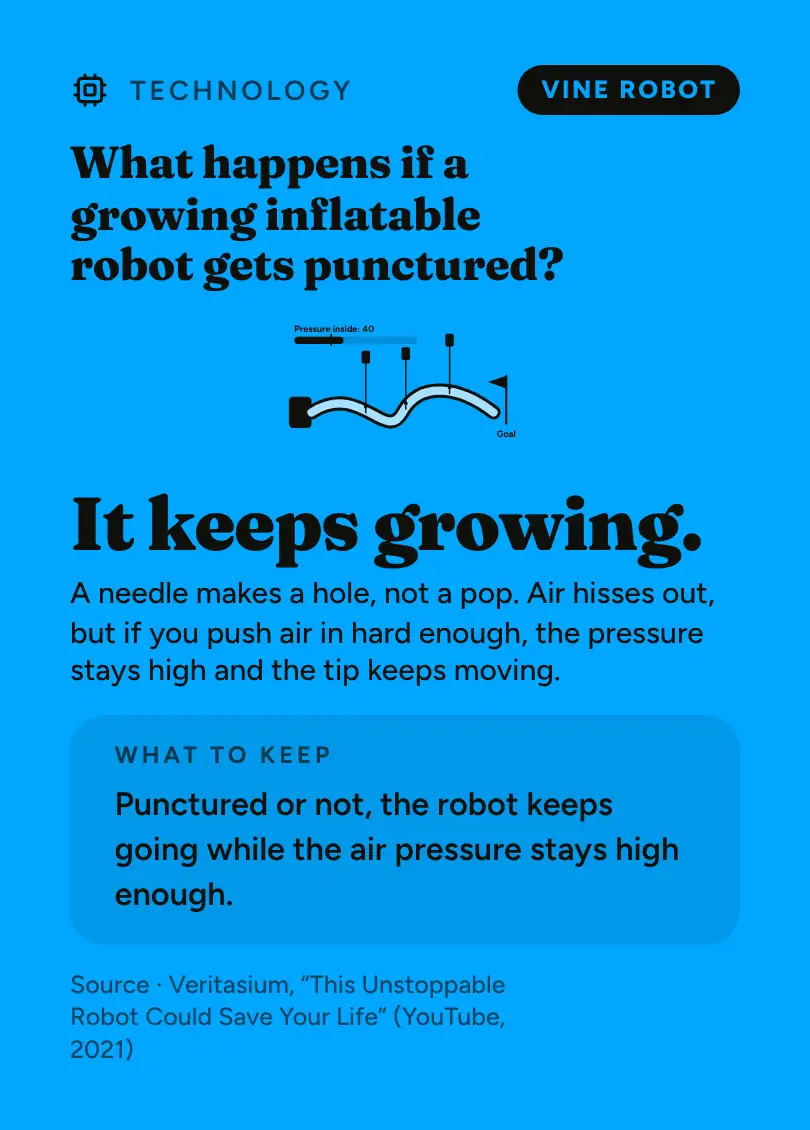 TECHNOLOGY
VINE ROBOT
What happens if a
growing inflatable
robot gets punctured?
Pressure inside: 40
Goal
It keeps growing.
A needle makes a hole, not a pop. Air hisses out,
but if you push air in hard enough, the pressure
stays high and the tip keeps moving.
WHAT TO KEEP
Punctured or not, the robot keeps
going while the air pressure stays high
enough.
Source · Veritasium, “This Unstoppable
Robot Could Save Your Life” (YouTube,
2021)